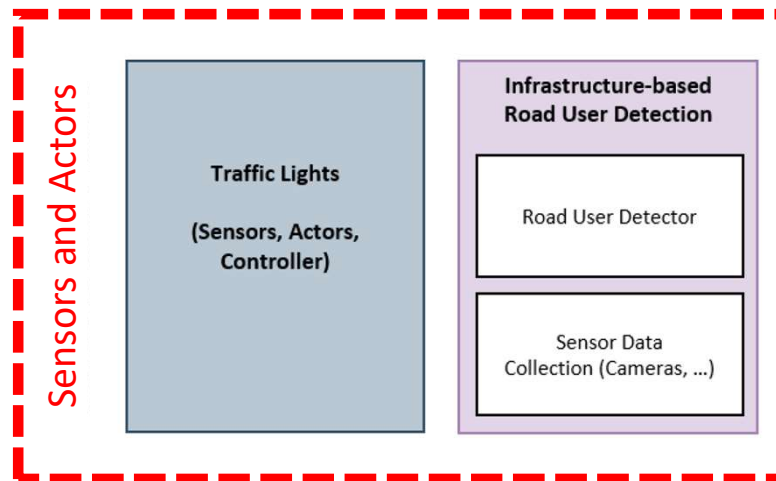 Sensors and Actors
Traffic Lights
(Sensors, Actors,
Controller)
Infrastructure-based
Road User Detection
Road User Detector
Sensor Data
Collection (Cameras, …)